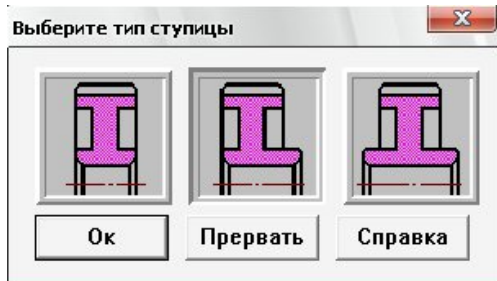 Выберите тип ступицы
Ок
Прервать
Справка